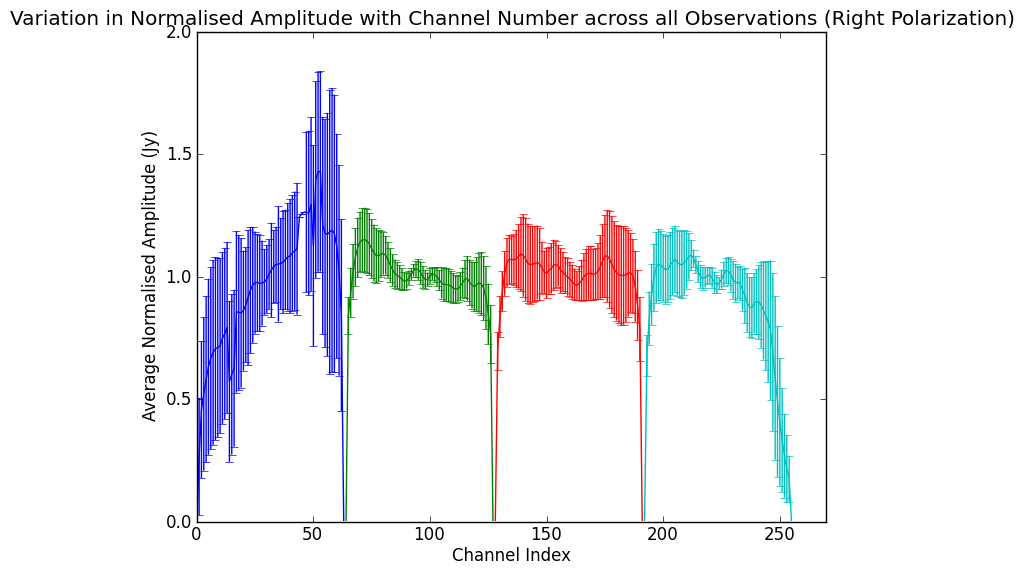 Variation in Normalised Amplitude with Channel Number across all Observations (Right Polarization)
2.0
1.5
1.0
0.5
0.0
Average Normalised Amplitude (Jy)
0 50 100 150 200 250
Channel Index